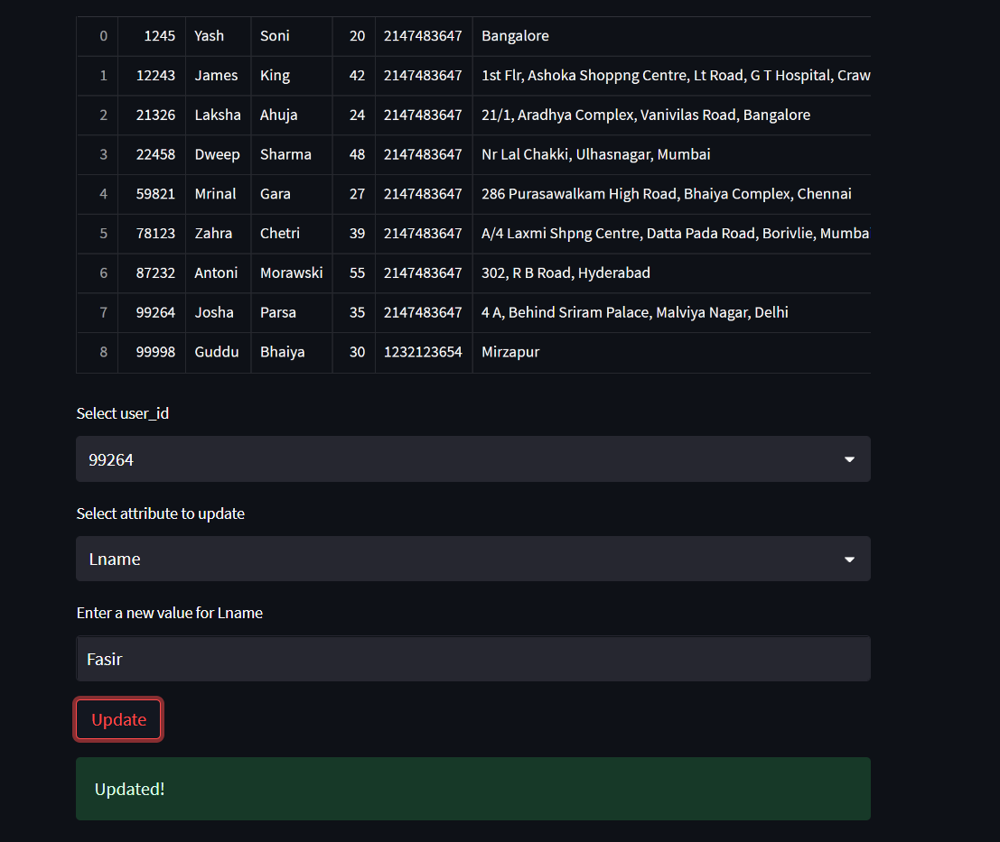 0 1245 Yash Soni 20 2147483647 Bangalore
1 12243 James King 42 2147483647 1st Flr, Ashoka Shoppng Centre, Lt Road, G T Hospital, Craw
2 21326 Laksha Ahuja 24 2147483647 21/1, Aradhya Complex, Vanivilas Road, Bangalore
3 22458 Dweep Sharma 48 2147483647 Nr Lal Chakki, Ulhasnagar, Mumbai
4 59821 Mrinal Gara 27 2147483647 286 Purasawalkam High Road, Bhaiya Complex, Chennai
5 78123 Zahra Chetri 39 2147483647 A/4 Laxmi Shpng Centre, Datta Pada Road, Borivlie, Mumba
6 87232 Antoni Morawski 55 2147483647 302, R B Road, Hyderabad
7 99264 Josha Parsa 35 2147483647 4 A, Behind Sriram Palace, Malviya Nagar, Delhi
8 99998 Guddu Bhaiya 30 1232123654 Mirzapur
Select user_id
99264
Select attribute to update
Lname
Enter a new value for Lname
Fasir
Update
Updated!